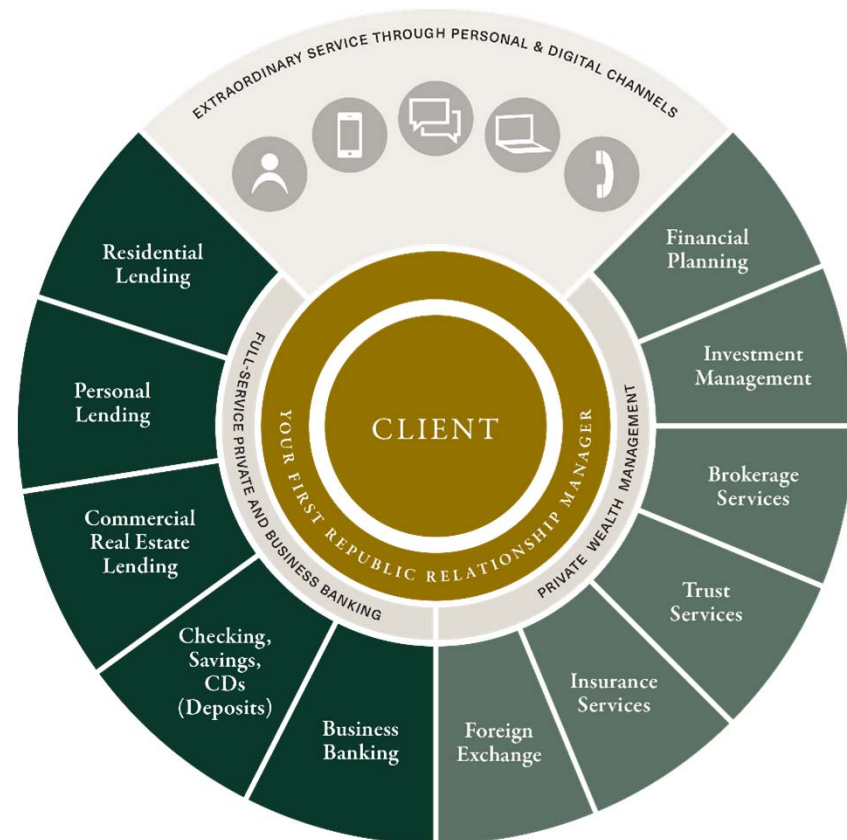 EXTRAORDINARY SERVICE THROUGH PERSONAL & DIGITAL CHANNELS
Residential
Lending
Personal
Lending
Commercial
Real Estate
Lending
Checking,
Savings,
CDs
(Deposits)
Business
Banking
FULL-SERVICE PRIVATE AND BUSINESS BANKING
CLIENT
YOUR FIRST REPUBLIC RELATIONSHIP MANAGER
PRIVATE WEALTH MANAGEMENT
Financial
Planning
Investment
Management
Brokerage
Services
Trust
Services
Insurance
Services
Foreign
Exchange